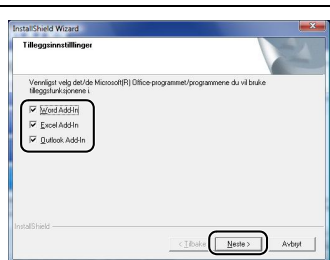 InstallShield Wizard
Tilleggsinnstillinger
Vennligst velg det/de Microsoft(R) Office-programmet/programmene du vil bruke
tilleggsfunksjonene i.
Word Add-In
Excel Add-In
Outlook Add-In
InstallShield
< Tilbake Neste > Avbryt